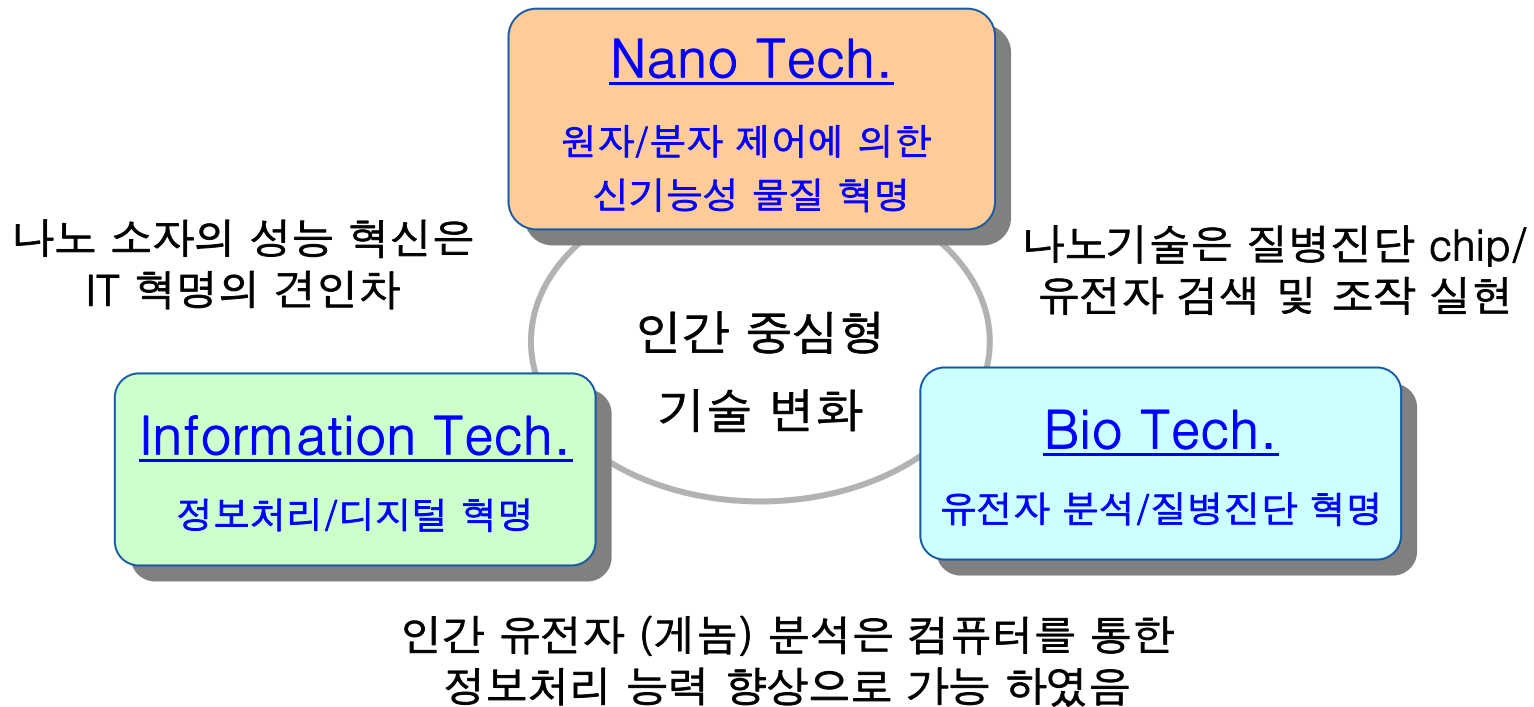 Nano Tech.
원자/분자 제어에 의한
신기능성 물질 혁명
나노 소자의 성능 혁신은
IT 혁명의 견인차
나노기술은 질병진단 chip/
유전자 검색 및 조작 실현
인간 중심형
기술 변화
Information Tech.
정보처리/디지털 혁명
Bio Tech.
유전자 분석/질병진단 혁명
인간 유전자 (게놈) 분석은 컴퓨터를 통한
정보처리 능력 향상으로 가능 하였음